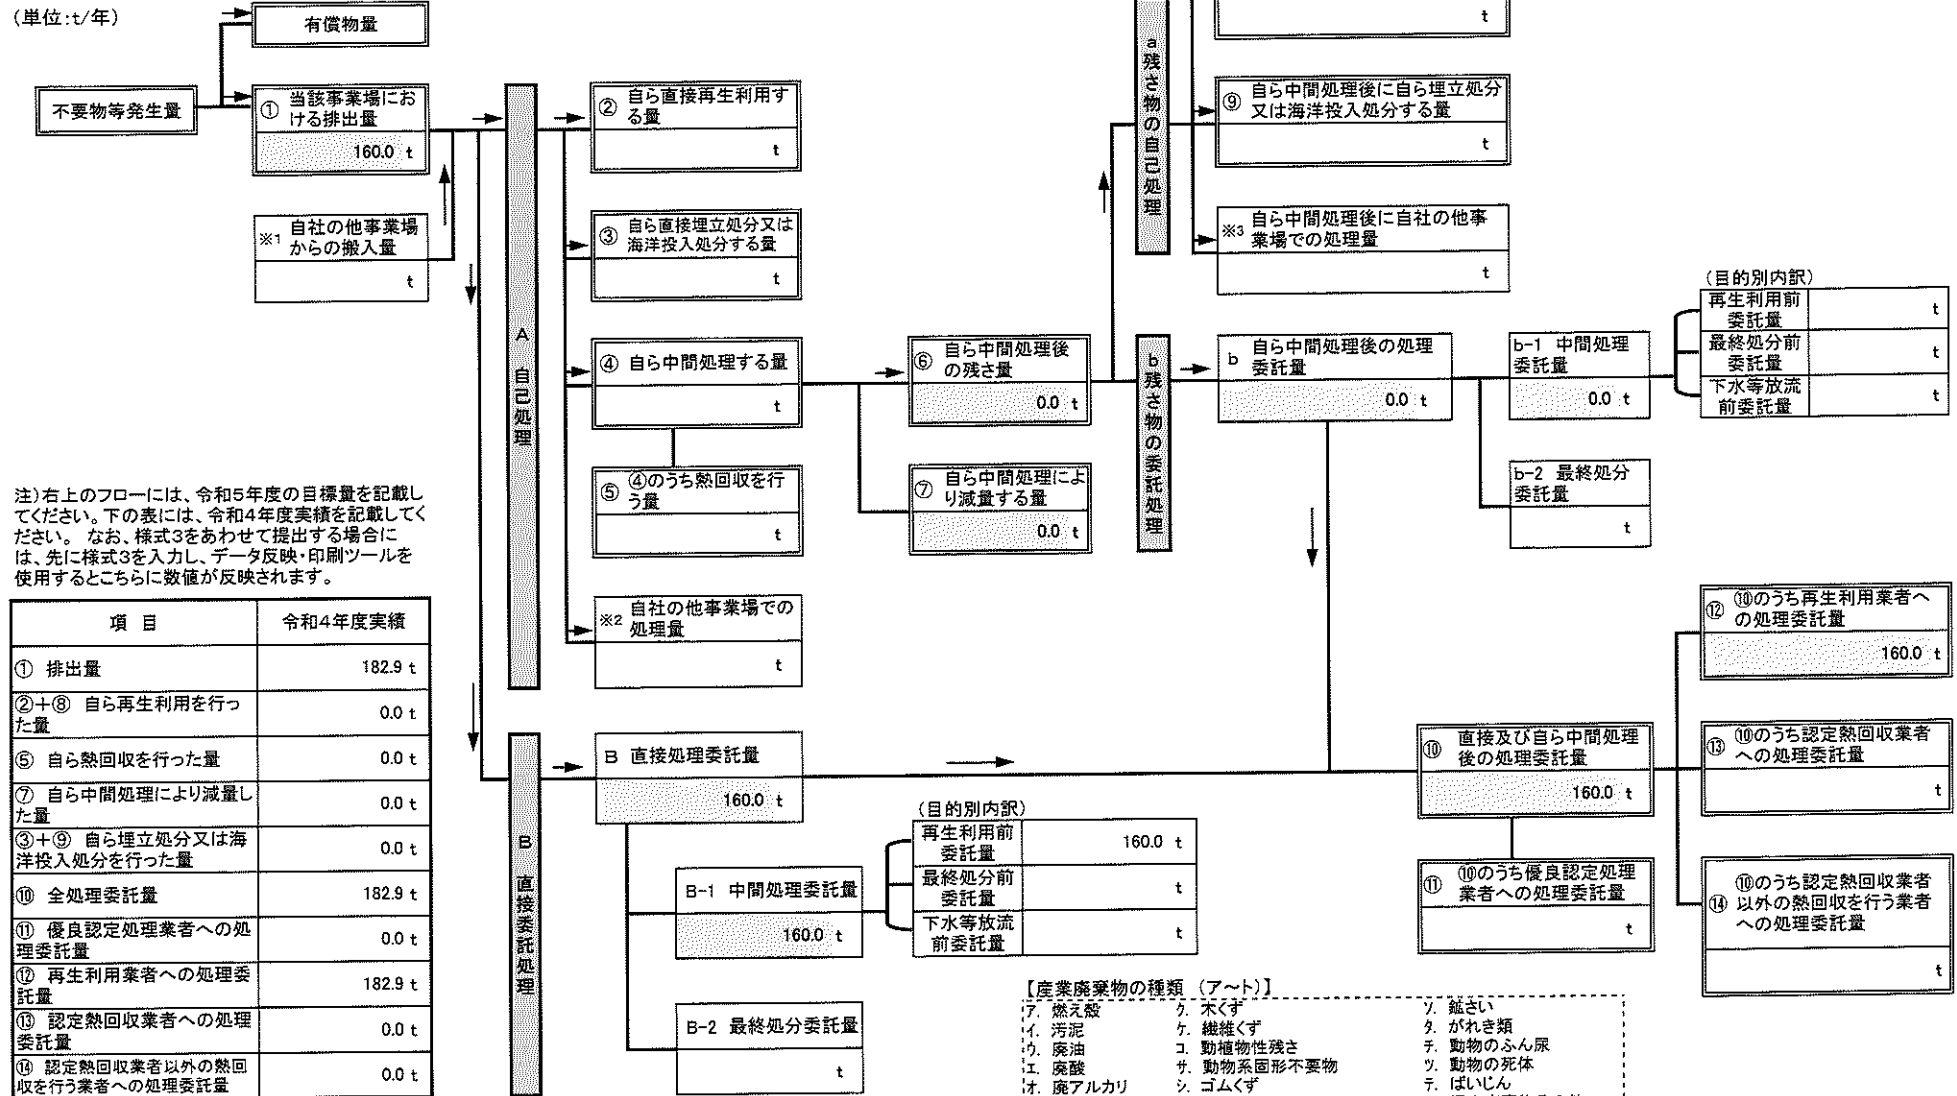 (単位:t/年)
有償物量
不要物等発生量
① 当該事業場にお
ける排出量
160.0 t
※1 自社の他事業場
からの搬入量
t
A 自己処理
② 自ら直接再生利用す
る量
t
③ 自ら直接埋立処分又は
海洋投入処分する量
t
④ 自ら中間処理する量
t
⑤ ④のうち熱回収を行
う量
t
※2 自社の他事業場での
処理量
t
⑥ 自ら中間処理後
の残さ量
0.0 t
⑦ 自ら中間処理によ
り減量する量
0.0 t
a 残さ物の自己処理
t
⑨ 自ら中間処理後に自ら埋立処分
又は海洋投入処分する量
t
※3 自ら中間処理後に自社の他事
業場での処理量
t
b 残さ物の委託処理
b 自ら中間処理後の処理
委託量
0.0 t
b-1 中間処理
委託量
0.0 t
(目的別内訳)
再生利用前
委託量
t
最終処分前
委託量
t
下水等放流
前委託量
t
b-2 最終処分
委託量
t
注)右上のフローには、令和5年度の目標量を記載し
てください。下の表には、令和4年度実績を記載してく
ださい。 なお、様式3をあわせて提出する場合に
は、先に様式3を入力し、データ反映・印刷ツールを
使用するとこちらに数値が反映されます。
項 目 令和4年度実績
① 排出量 182.9 t
②+⑧ 自ら再生利用を行っ
た量 0.0 t
⑤ 自ら熱回収を行った量 0.0 t
⑦ 自ら中間処理により減量し
た量 0.0 t
③+⑨ 自ら埋立処分又は海
洋投入処分を行った量 0.0 t
⑩ 全処理委託量 182.9 t
⑪ 優良認定処理業者への処
理委託量 0.0 t
⑫ 再生利用業者への処理委
託量 182.9 t
⑬ 認定熱回収業者への処理
委託量 0.0 t
⑭ 認定熱回収業者以外の熱回
収を行う業者への処理委託量 0.0 t
B 直接委託処理
B 直接処理委託量
160.0 t
B-1 中間処理委託量
160.0 t
B-2 最終処分委託量
t
(目的別内訳)
再生利用前
委託量
160.0 t
最終処分前
委託量
t
下水等放流
前委託量
t
⑩ 直接及び自ら中間処理
後の処理委託量
160.0 t
⑪ ⑩のうち優良認定処理
業者への処理委託量
t
⑫ ⑩のうち再生利用業者へ
の処理委託量
160.0 t
⑬ ⑩のうち認定熱回収業者
への処理委託量
t
⑭ ⑩のうち認定熱回収業者
以外の熱回収を行う業者
への処理委託量
t
【産業廃棄物の種類 (ア~ト)】
ア. 燃え殻 ク. 木くず ソ. 鉱さい
イ. 汚泥 ケ. 繊維くず タ. がれき類
ウ. 廃油 コ. 動植物性残さ チ. 動物のふん尿
エ. 廃酸 サ. 動物系固形不要物 ツ. 動物の死体
オ. 廃アルカリ シ. ゴムくず テ. ばいじん